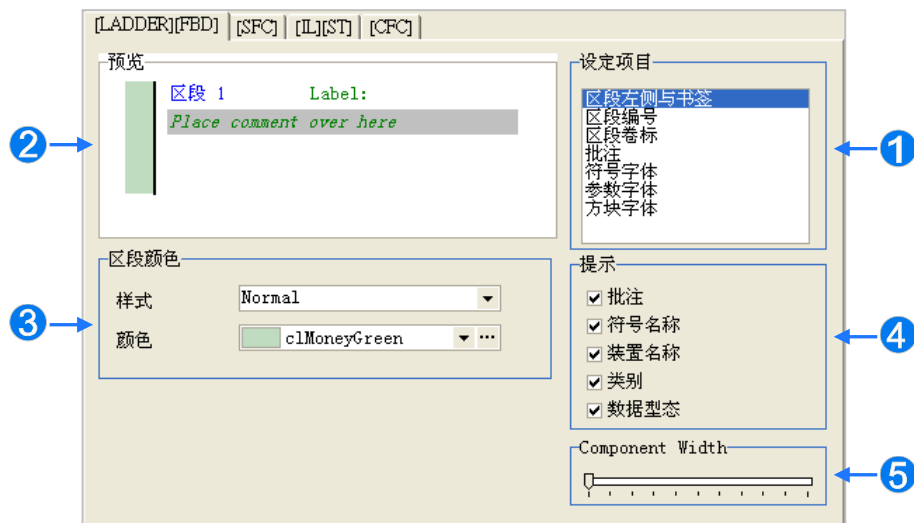 [LADDER][FBD] [SFC] [IL][ST] [CFC]
预览
区段 1 Label:
Place comment over here
2
设定项目
区段左侧与书签
区段编号
区段卷标
批注
符号字体
参数字体
方块字体
1
区段颜色
样式 Normal
颜色 clMoneyGreen ...
3
提示
批注
符号名称
装置名称
类别
数据型态
4
Component Width
5